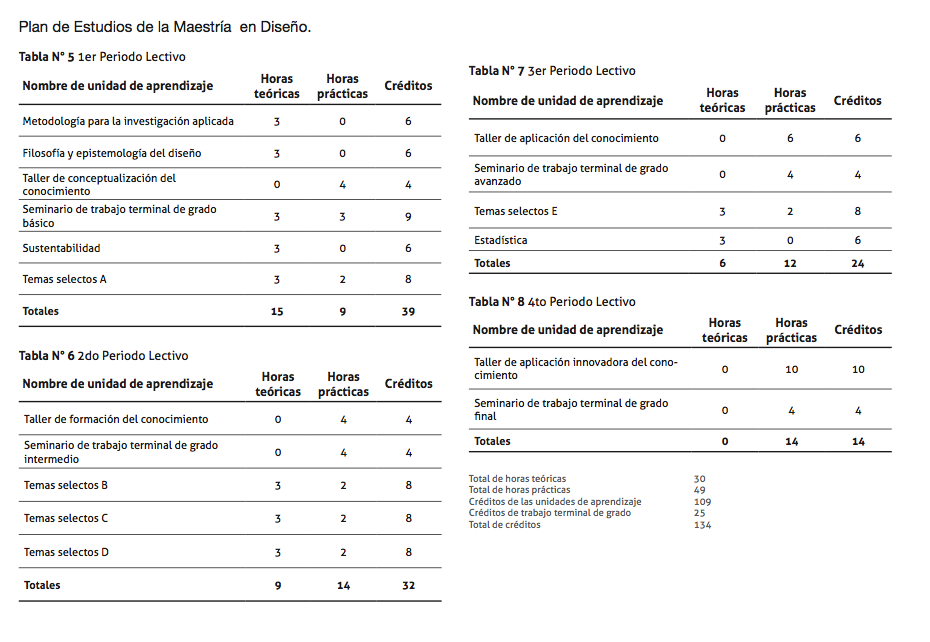 Plan de Estudios de la Maestría en Diseño.
Tabla N° 5 1er Periodo Lectivo
Nombre de unidad de aprendizaje Horas teóricas Horas prácticas Créditos
Metodología para la investigación aplicada 3 0 6
Filosofía y epistemología del diseño 3 0 6
Taller de conceptualización del
conocimiento 0 4 4
Seminario de trabajo terminal de grado
básico 3 3 9
Sustentabilidad 3 0 6
Temas selectos A 3 2 8
Totales 15 9 39
Tabla N° 6 2do Periodo Lectivo
Nombre de unidad de aprendizaje Horas teóricas Horas prácticas Créditos
Taller de formación del conocimiento 0 4 4
Seminario de trabajo terminal de grado
intermedio 0 4 4
Temas selectos B 3 2 8
Temas selectos C 3 2 8
Temas selectos D 3 2 8
Totales 9 14 32
Tabla N° 7 3er Periodo Lectivo
Nombre de unidad de aprendizaje Horas teóricas Horas prácticas Créditos
Taller de aplicación del conocimiento 0 6 6
Seminario de trabajo terminal de grado
avanzado 0 4 4
Temas selectos E 3 2 8
Estadística 3 0 6
Totales 6 12 24
Tabla N° 8 4to Periodo Lectivo
Nombre de unidad de aprendizaje Horas teóricas Horas prácticas Créditos
Taller de aplicación innovadora del cono-
cimiento 0 10 10
Seminario de trabajo terminal de grado
final 0 4 4
Totales 0 14 14
Total de horas teóricas 30
Total de horas prácticas 49
Créditos de las unidades de aprendizaje 109
Créditos de trabajo terminal de grado 25
Total de créditos 134